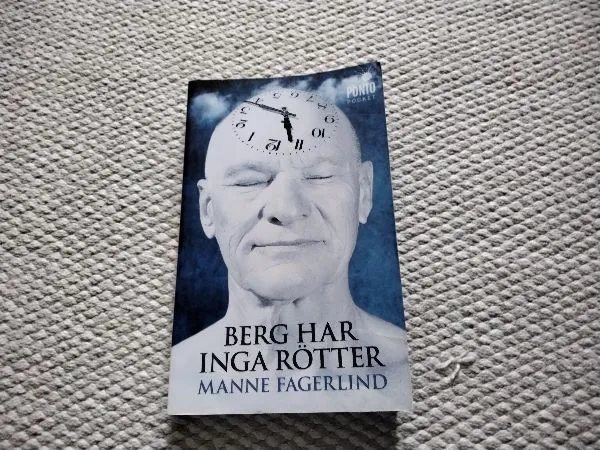 PONTO
POCKET
BERG HAR
INGA RÖTTER
MANNE FAGERLIND